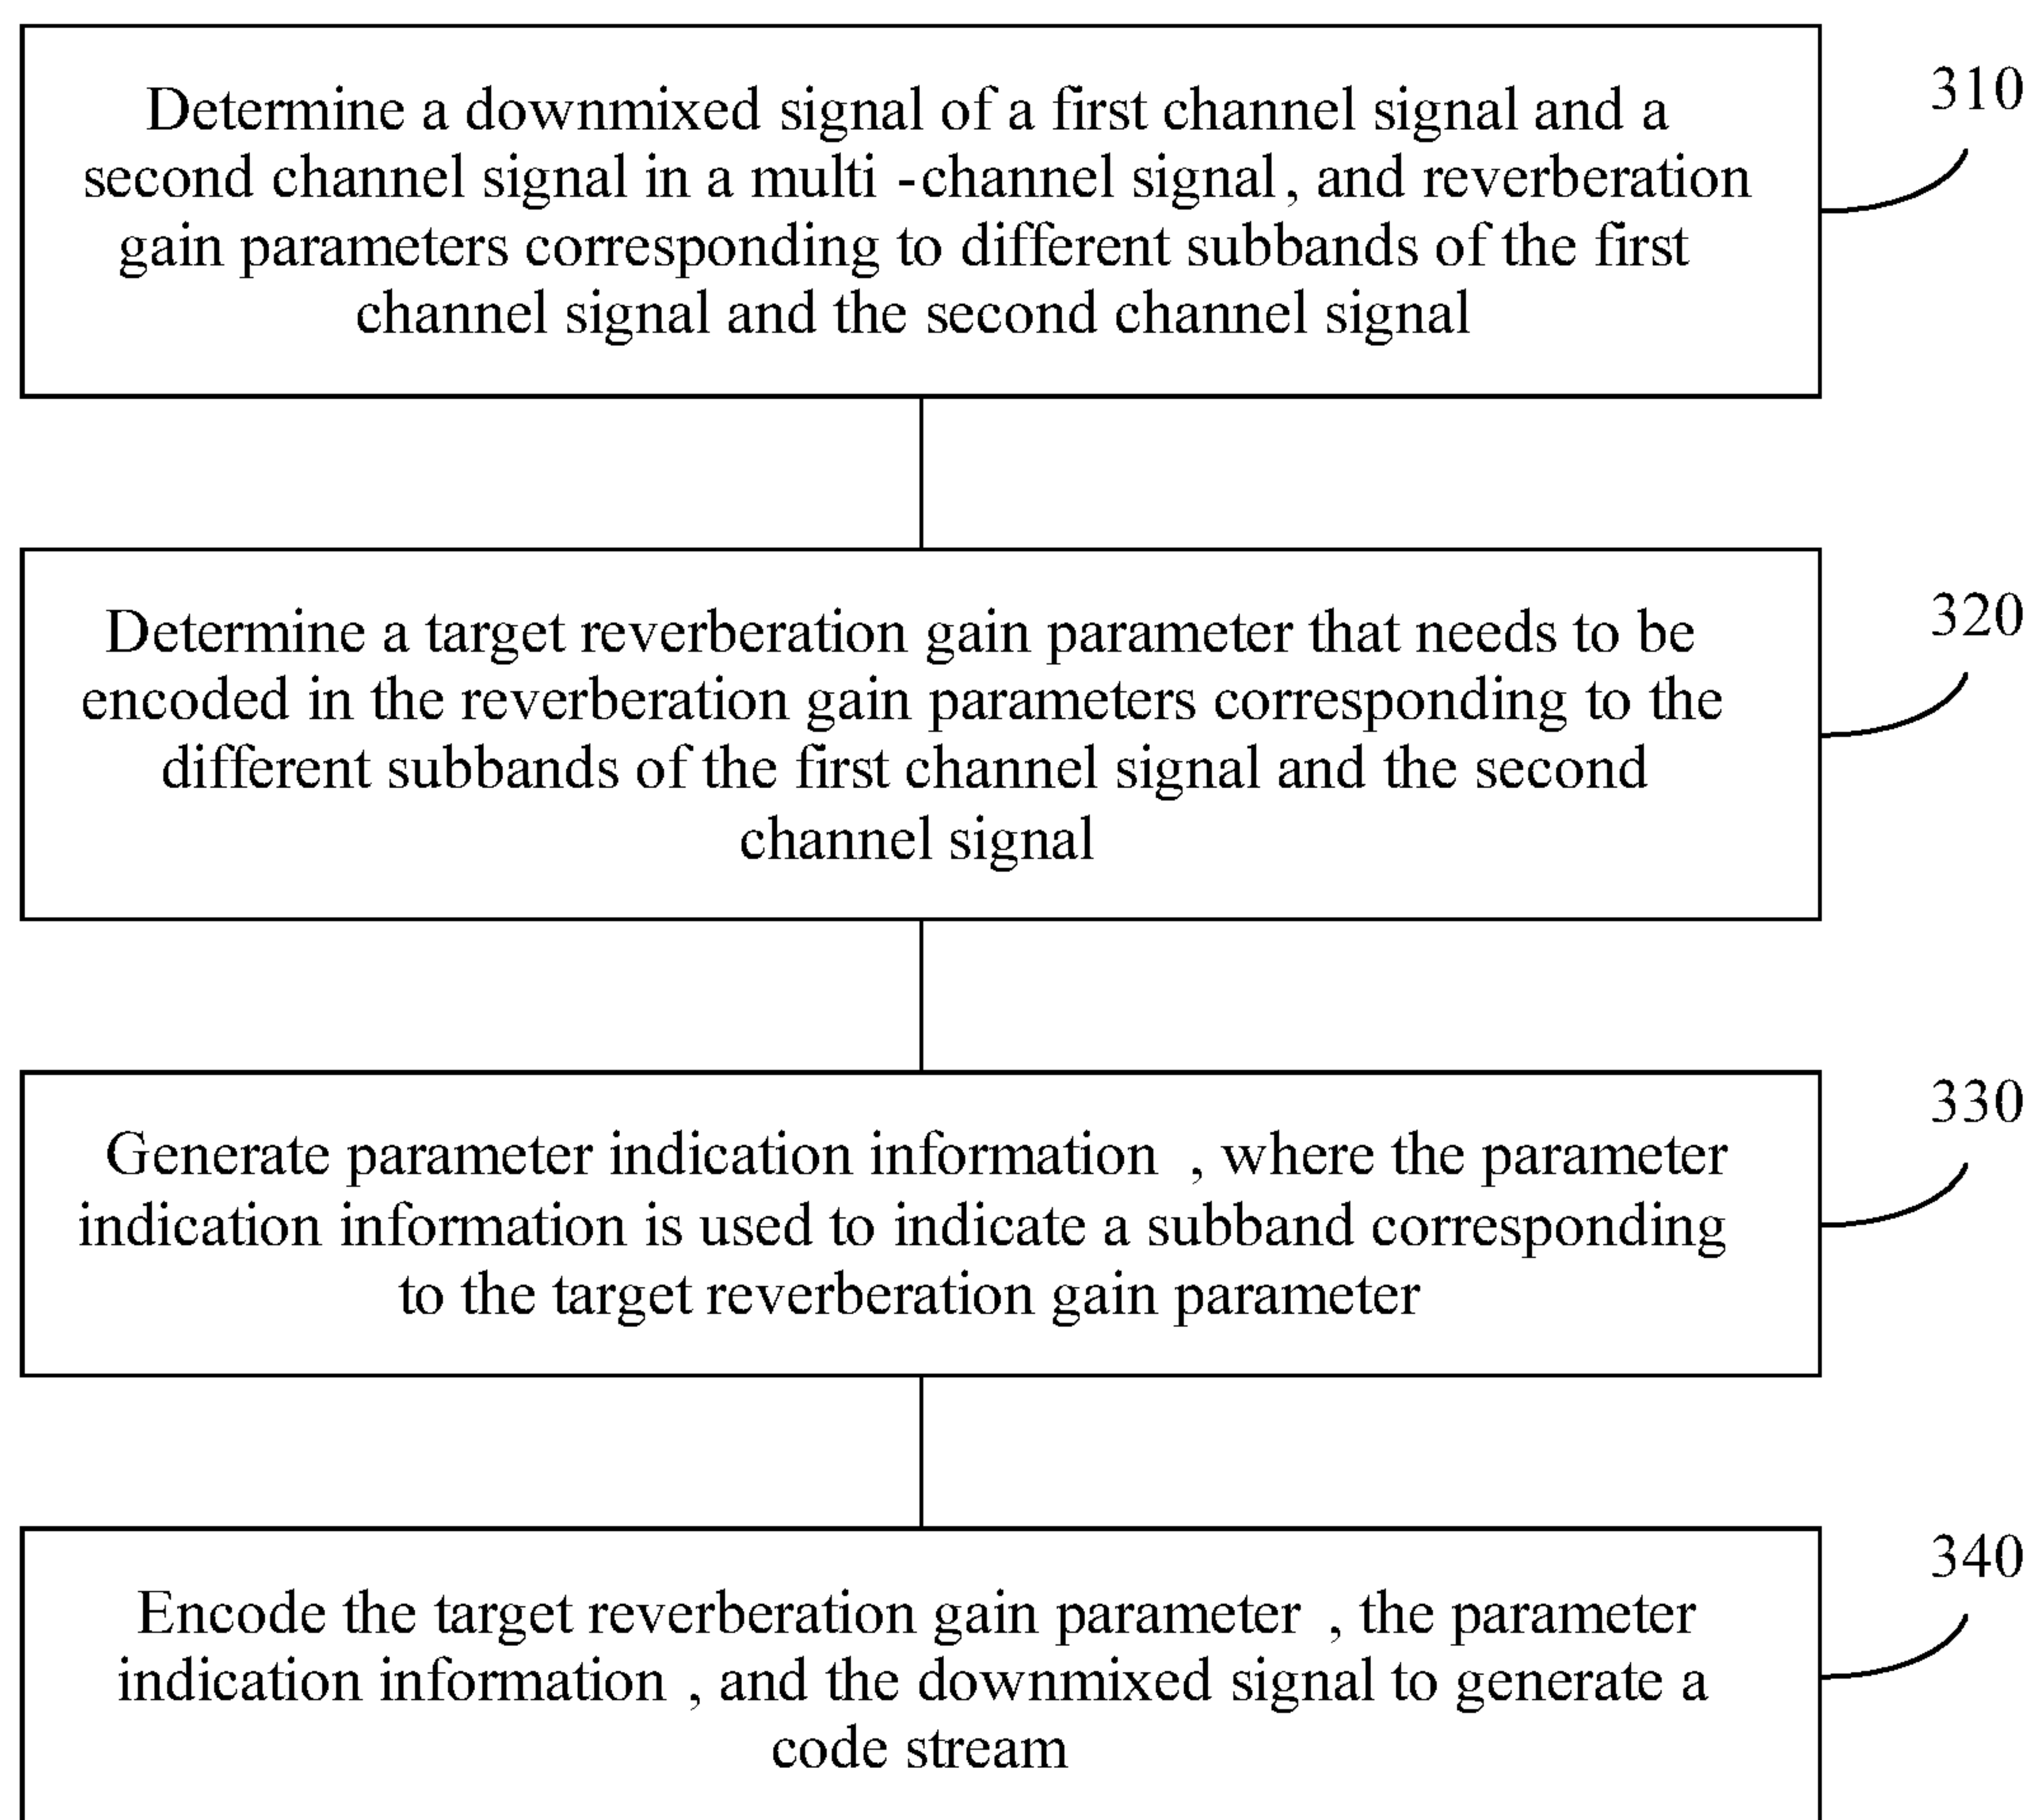 Determine a downmixed signal of a first channel signal and a
second channel signal in a multi -channel signal, and reverberation
gain parameters corresponding to different subbands of the first
channel signal and the second channel signal
310
Determine a target reverberation gain parameter that needs to be
encoded in the reverberation gain parameters corresponding to the
different subbands of the first channel signal and the second
channel signal
320
Generate parameter indication information , where the parameter
indication information is used to indicate a subband corresponding
to the target reverberation gain parameter
330
Encode the target reverberation gain parameter , the parameter
indication information , and the downmixed signal to generate a
code stream
340